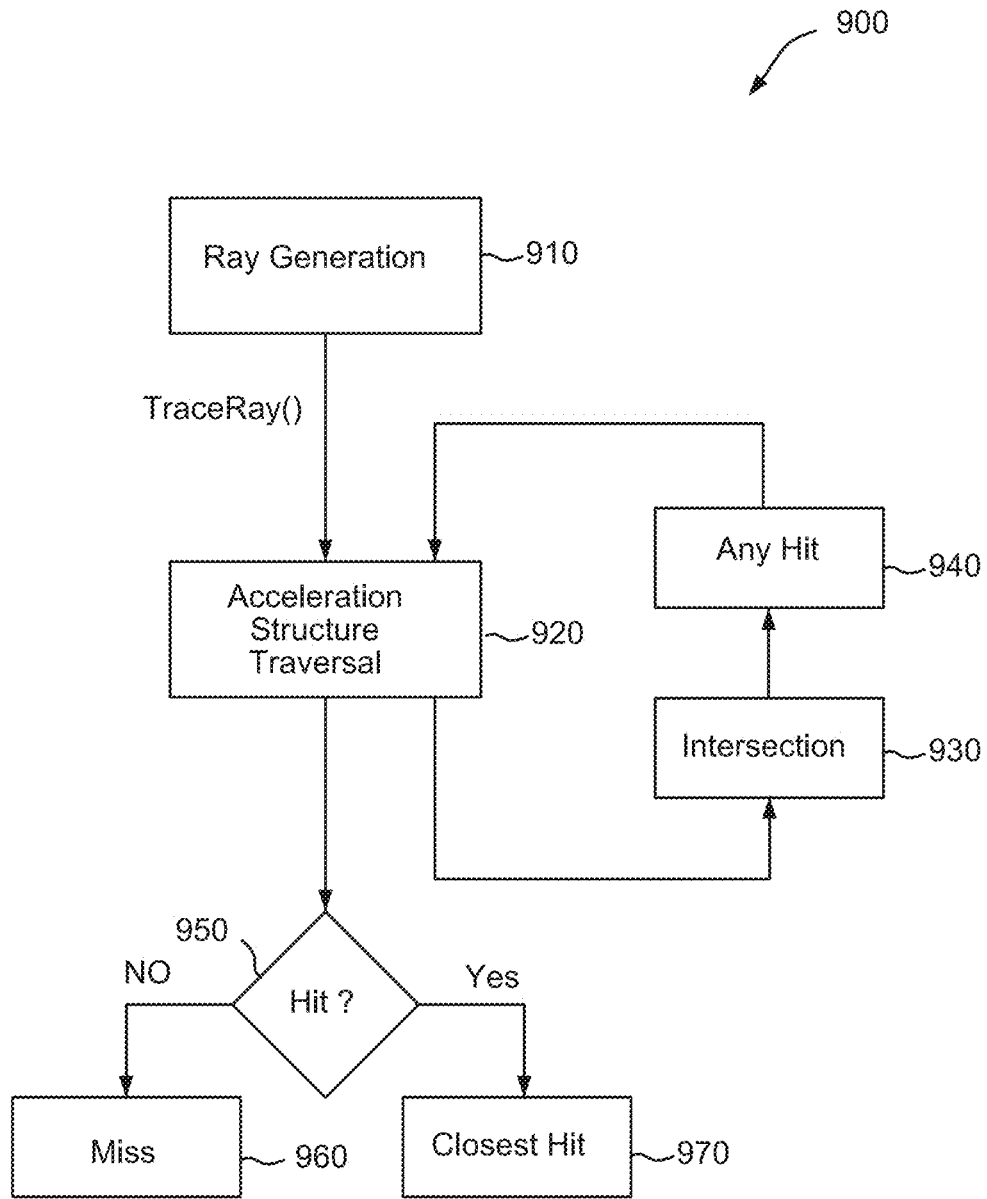 900
Ray Generation
910
TraceRay()
Any Hit
940
Acceleration
Structure
Traversal
920
Intersection
930
950
NO
Hit ?
Yes
Miss
960
Closest Hit
970